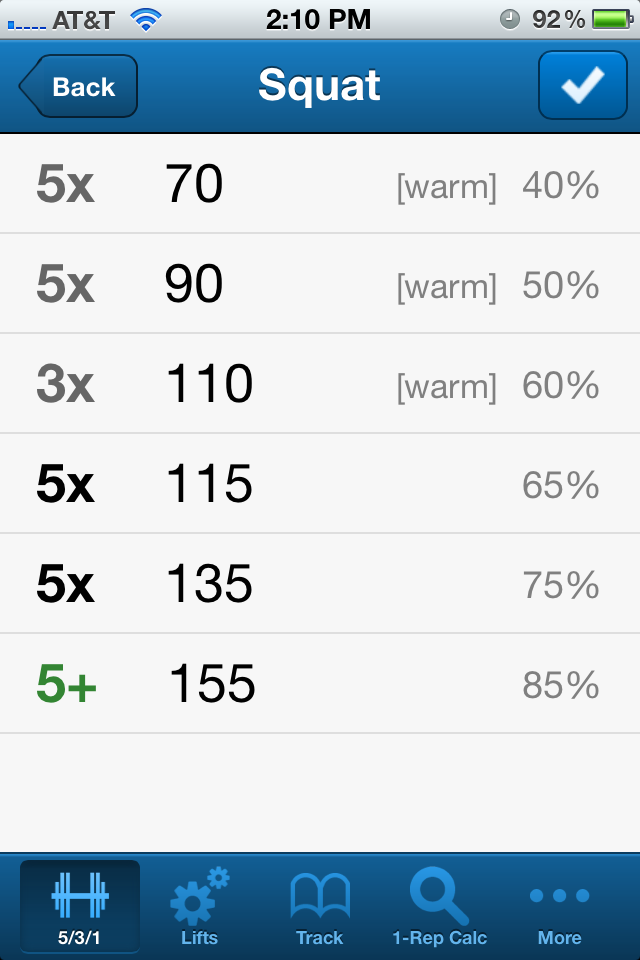 AT&T 2:10 PM 92%
Back Squat
5x 70 [warm] 40%
5x 90 [warm] 50%
3x 110 [warm] 60%
5x 115 65%
5x 135 75%
5+ 155 85%
5/3/1 Lifts Track 1-Rep Calc More